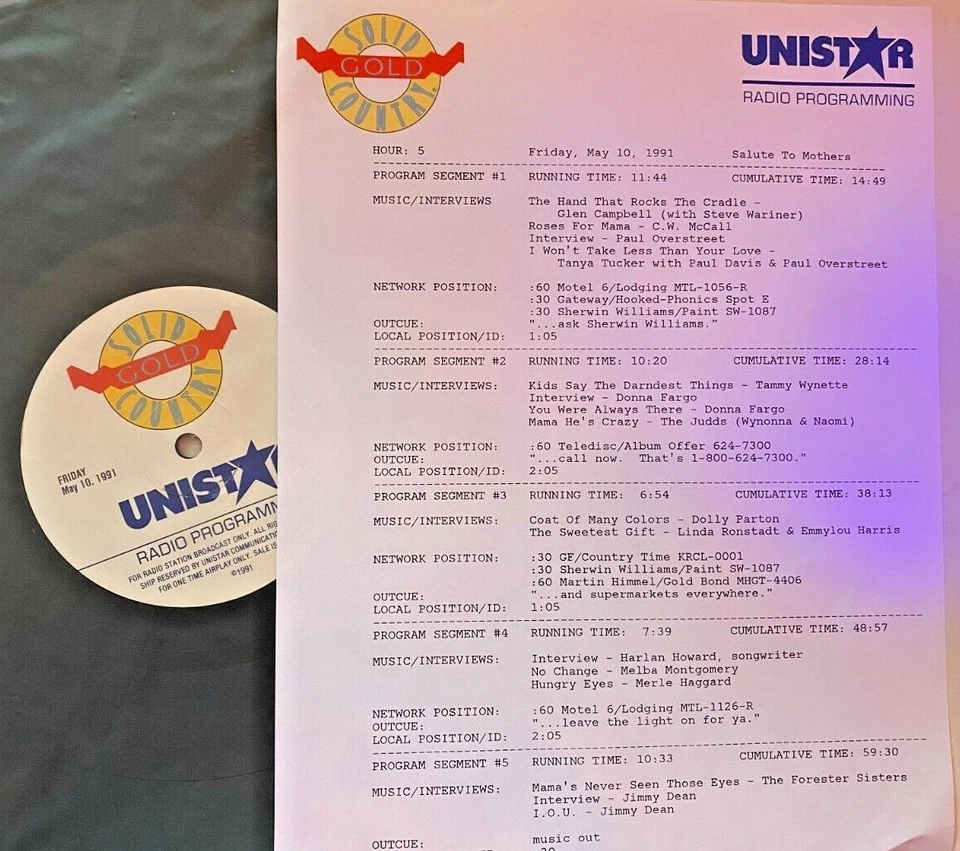 SOLID
GOLD
COUNTRY.
UNISTAR
RADIO PROGRAMMING
HOUR: 5 Friday, May 10, 1991 Salute To Mothers
PROGRAM SEGMENT #1 RUNNING TIME: 11:44 CUMULATIVE TIME: 14:49
MUSIC/INTERVIEWS The Hand That Rocks The Cradle -
Glen Campbell (with Steve Wariner)
Roses For Mama - C.W. McCall
Interview - Paul Overstreet
I Won't Take Less Than Your Love -
Tanya Tucker with Paul Davis & Paul Overstreet
NETWORK POSITION: :60 Motel 6/Lodging MTL-1056-R
:30 Gateway/Hooked-Phonics Spot E
:30 Sherwin Williams/Paint SW-1087
OUTCUE: "...ask Sherwin Williams."
LOCAL POSITION/ID: 1:05
PROGRAM SEGMENT #2 RUNNING TIME: 10:20 CUMULATIVE TIME: 28:14
MUSIC/INTERVIEWS: Kids Say The Darndest Things - Tammy Wynette
Interview - Donna Fargo
You Were Always There - Donna Fargo
Mama He's Crazy - The Judds (Wynonna & Naomi)
NETWORK POSITION: :60 Teledisc/Album Offer 624-7300
OUTCUE: "...call now. That's 1-800-624-7300."
LOCAL POSITION/ID: 2:05
PROGRAM SEGMENT #3 RUNNING TIME: 6:54 CUMULATIVE TIME: 38:13
MUSIC/INTERVIEWS: Coat Of Many Colors - Dolly Parton
The Sweetest Gift - Linda Ronstadt & Emmylou Harris
NETWORK POSITION: :30 GF/Country Time KRCL-0001
:30 Sherwin Williams/Paint SW-1087
:60 Martin Himmel/Gold Bond MHGT-4406
OUTCUE: "...and supermarkets everywhere."
LOCAL POSITION/ID: 1:05
PROGRAM SEGMENT #4 RUNNING TIME: 7:39 CUMULATIVE TIME: 48:57
MUSIC/INTERVIEWS: Interview - Harlan Howard, songwriter
No Change - Melba Montgomery
Hungry Eyes - Merle Haggard
NETWORK POSITION: :60 Motel 6/Lodging MTL-1126-R
OUTCUE: "...leave the light on for ya."
LOCAL POSITION/ID: 2:05
PROGRAM SEGMENT #5 RUNNING TIME: 10:33 CUMULATIVE TIME: 59:30
MUSIC/INTERVIEWS: Mama's Never Seen Those Eyes - The Forester Sisters
Interview - Jimmy Dean
I.O.U. - Jimmy Dean
OUTCUE: music out
SOLID
GOLD
COUNTRY
FRIDAY
May 10, 1991
UNISTA
RADIO PROGRAMM
FOR RADIO STATION BROADCAST ONLY. ALL
SHIP RESERVED BY UNISTAR
FOR ONE TIME AIRPLAY ONLY. SALE IS
©1991